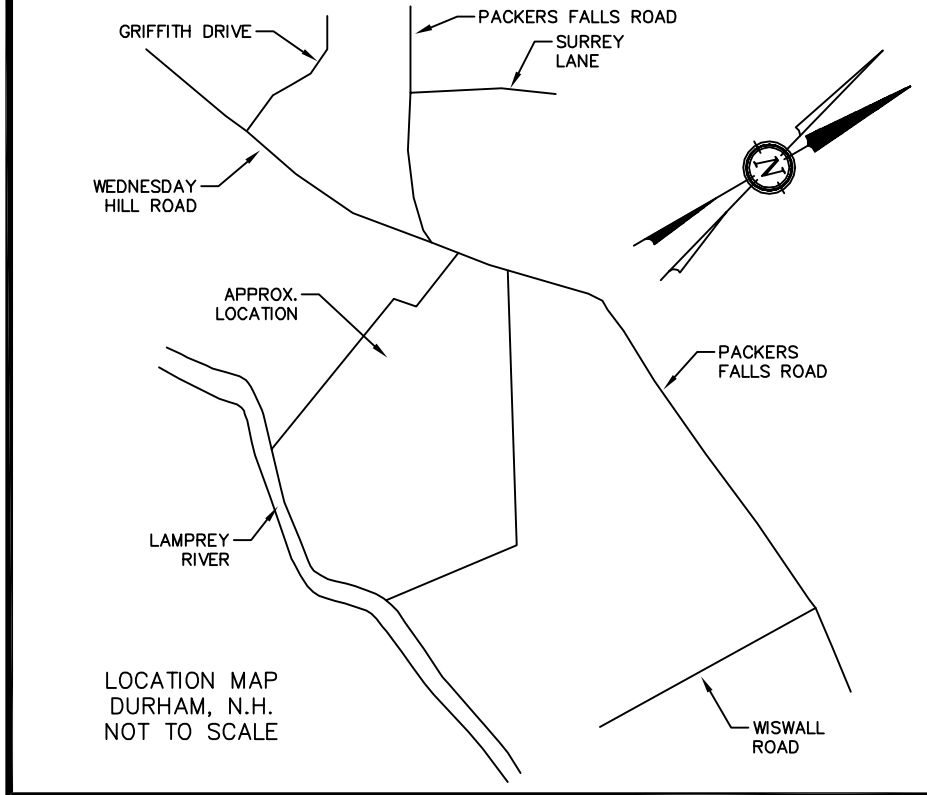 GRIFFITH DRIVE
PACKERS FALLS ROAD
SURREY
LANE
WEDNESDAY
HILL ROAD
N
APPROX.
LOCATION
PACKERS
FALLS ROAD
LAMPREY
RIVER
LOCATION MAP
DURHAM, N.H.
NOT TO SCALE
WISWALL
ROAD